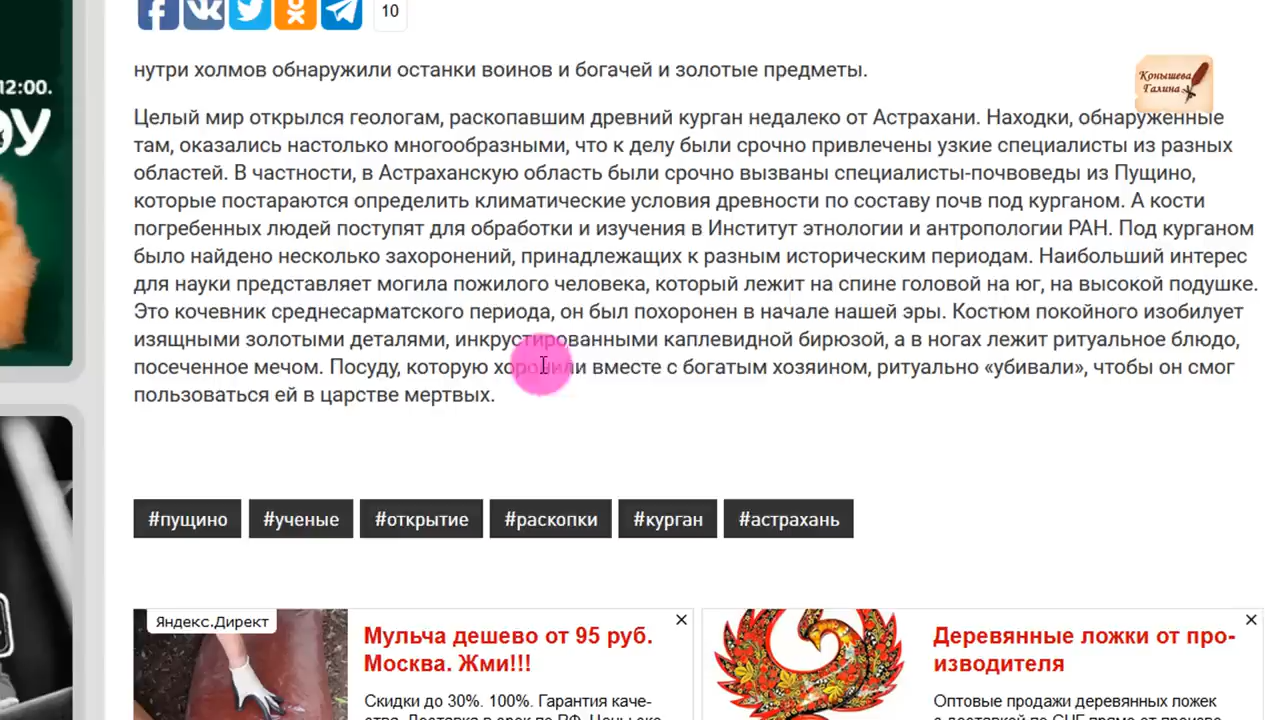 10
12:00.
нутри холмов обнаружили останки воинов и богачей и золотые предметы.
Конышева
Галина
Целый мир открылся геологам, раскопавшим древний курган недалеко от Астрахани. Находки, обнаруженные
там, оказались настолько многообразными, что к делу были срочно привлечены узкие специалисты из разных
областей. В частности, в Астраханскую область были срочно вызваны специалисты-почвоведы из Пущино,
которые постараются определить климатические условия древности по составу почв под курганом. А кости
погребенных людей поступят для обработки и изучения в Институт этнологии и антропологии РАН. Под курганом
было найдено несколько захоронений, принадлежащих к разным историческим периодам. Наибольший интерес
для науки представляет могила пожилого человека, который лежит на спине головой на юг, на высокой подушке.
Это кочевник среднесарматского периода, он был похоронен в начале нашей эры. Костюм покойного изобилует
изящными золотыми деталями, инкрустированными каплевидной бирюзой, а в ногах лежит ритуальное блюдо,
посеченное мечом. Посуду, которую хоронили вместе с богатым хозяином, ритуально «убивали», чтобы он смог
пользоваться ей в царстве мертвых.
#пущино #ученые #открытие #раскопки #курган #астрахань
Яндекс.Директ
Мульча дешево от 95 руб.
Москва. Жми!!!
Скидки до 30%. 100%. Гарантия каче-
Деревянные ложки от про-
изводителя
Оптовые продажи деревянных ложек